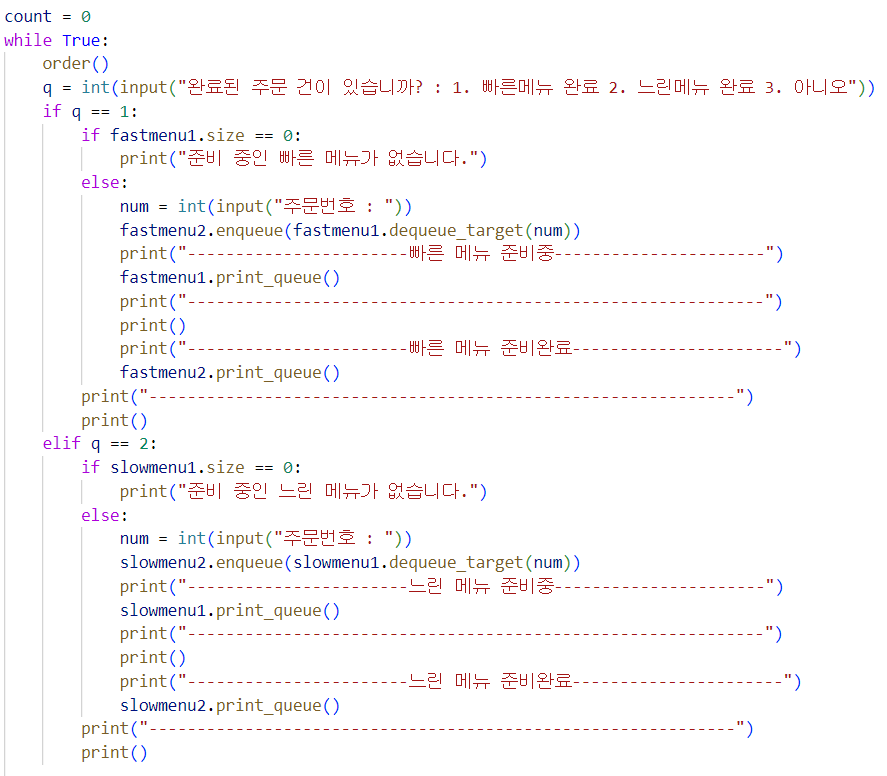 count = 0
while True:
    order()
    q = int(input("완료된 주문 건이 있습니까? : 1. 빠른메뉴 완료 2. 느린메뉴 완료 3. 아니오"))
    if q == 1:
        if fastmenu1.size == 0:
            print("준비 중인 빠른 메뉴가 없습니다.")
        else:
            num = int(input("주문번호 : "))
            fastmenu2.enqueue(fastmenu1.dequeue_target(num))
            print("-----------------------빠른 메뉴 준비중----------------------")
            fastmenu1.print_queue()
            print("------------------------------------------------------------")
            print()
            print("-----------------------빠른 메뉴 준비완료----------------------")
            fastmenu2.print_queue()
        print("-------------------------------------------------------------")
        print()
    elif q == 2:
        if slowmenu1.size == 0:
            print("준비 중인 느린 메뉴가 없습니다.")
        else:
            num = int(input("주문번호 : "))
            slowmenu2.enqueue(slowmenu1.dequeue_target(num))
            print("-----------------------느린 메뉴 준비중----------------------")
            slowmenu1.print_queue()
            print("------------------------------------------------------------")
            print()
            print("-----------------------느린 메뉴 준비완료----------------------")
            slowmenu2.print_queue()
        print("-------------------------------------------------------------")
        print()